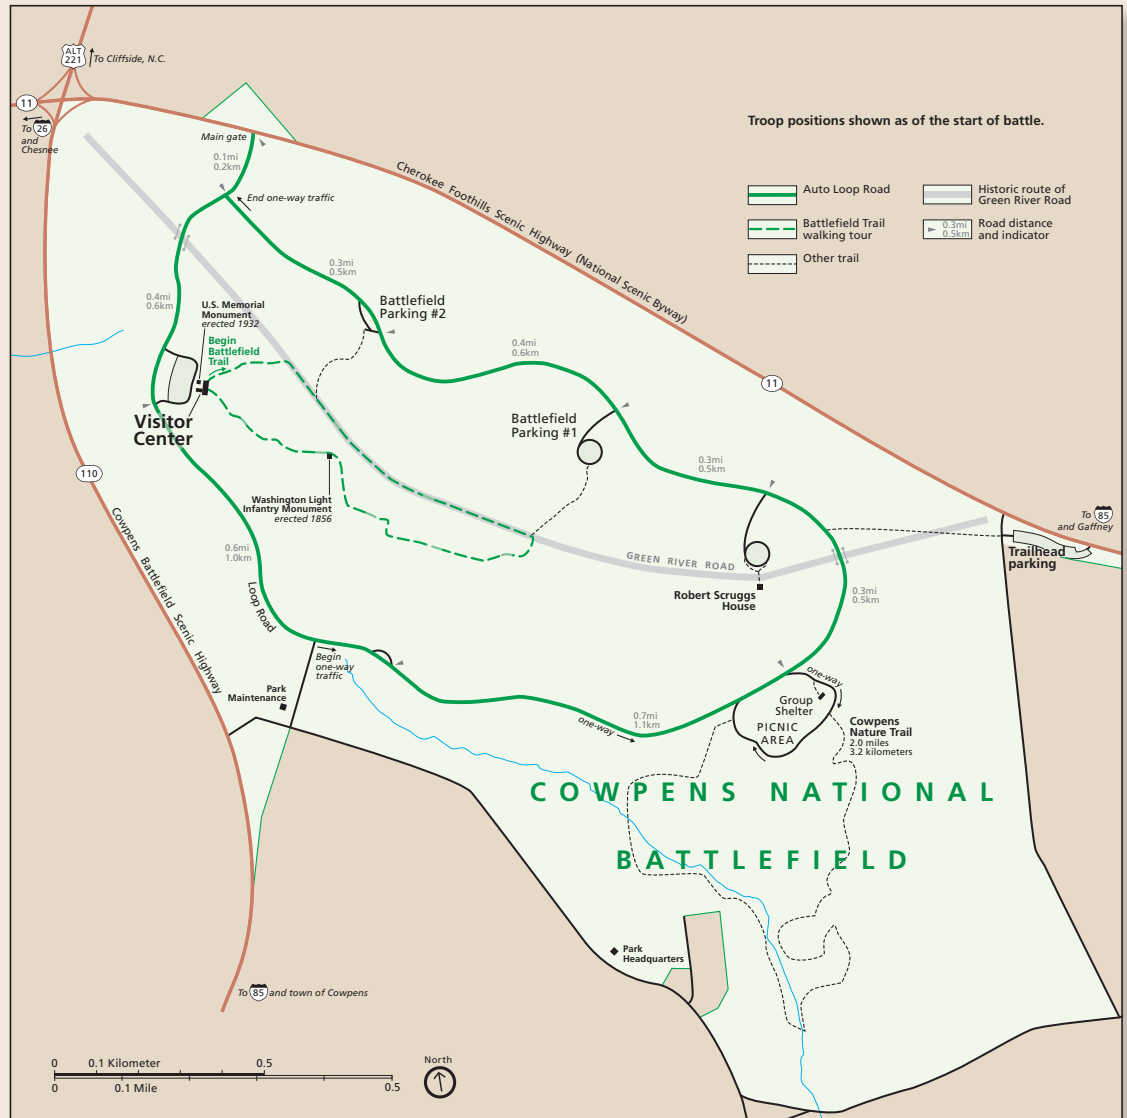 ALT
221
To Cliffside, N.C.
11
To 26
and
Chesnee
Main gate
0.1mi
0.2km
End one-way traffic
Cherokee Foothills Scenic Highway (National Scenic Byway)
Troop positions shown as of the start of battle.
Auto Loop Road
Historic route of
Green River Road
Battlefield Trail
walking tour
0.3mi
0.5km
Road distance
and indicator
Other trail
0.3mi
0.5km
0.4mi
0.6km
U.S. Memorial
Monument
erected 1932
Battlefield
Parking #2
Begin
Battlefield
Trail
0.4mi
0.6km
11
Visitor
Center
Battlefield
Parking #1
110
0.3mi
0.5km
Washington Light
Infantry Monument
erected 1856
To 85
and Gaffney
Cowpens Battlefield Scenic Highway
0.6mi
1.0km
GREEN RIVER ROAD
Trailhead
parking
Loop Road
Robert Scruggs
House
0.3mi
0.5km
Begin
one-way
traffic
one-way
Park
Maintenance
Group
Shelter
0.7mi
1.1km
one-way
PICNIC
AREA
Cowpens
Nature Trail
2.0 miles
3.2 kilometers
COWPENS NATIONAL
BATTLEFIELD
Park
Headquarters
To 85 and town of Cowpens
0 0.1 Kilometer 0.5
0 0.1 Mile 0.5
North